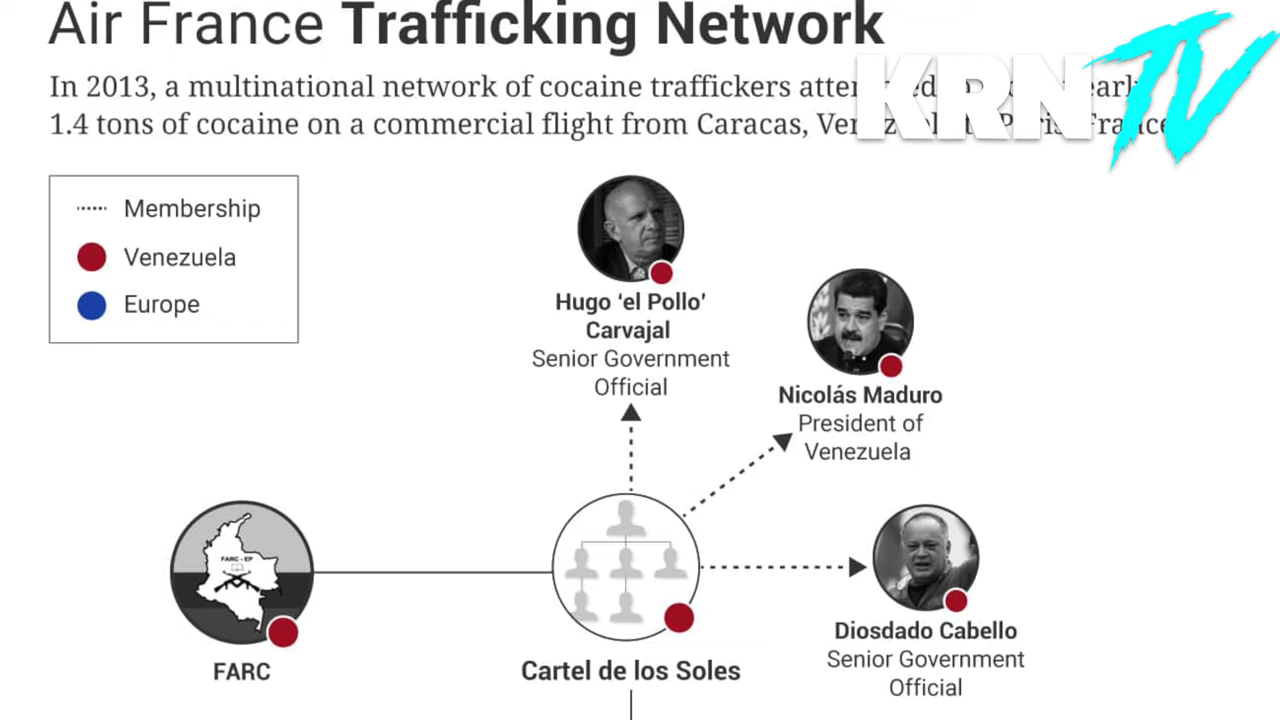 Air France Trafficking Network
KRN TV
In 2013, a multinational network of cocaine traffickers
1.4 tons of cocaine on a commercial flight from Caracas,
Membership
Venezuela
Europe
Hugo ‘el Pollo’
Carvajal
Senior Government
Official
Nicolás Maduro
President of
Venezuela
FARC - EP
FARC
Cartel de los Soles
Diosdado Cabello
Senior Government
Official